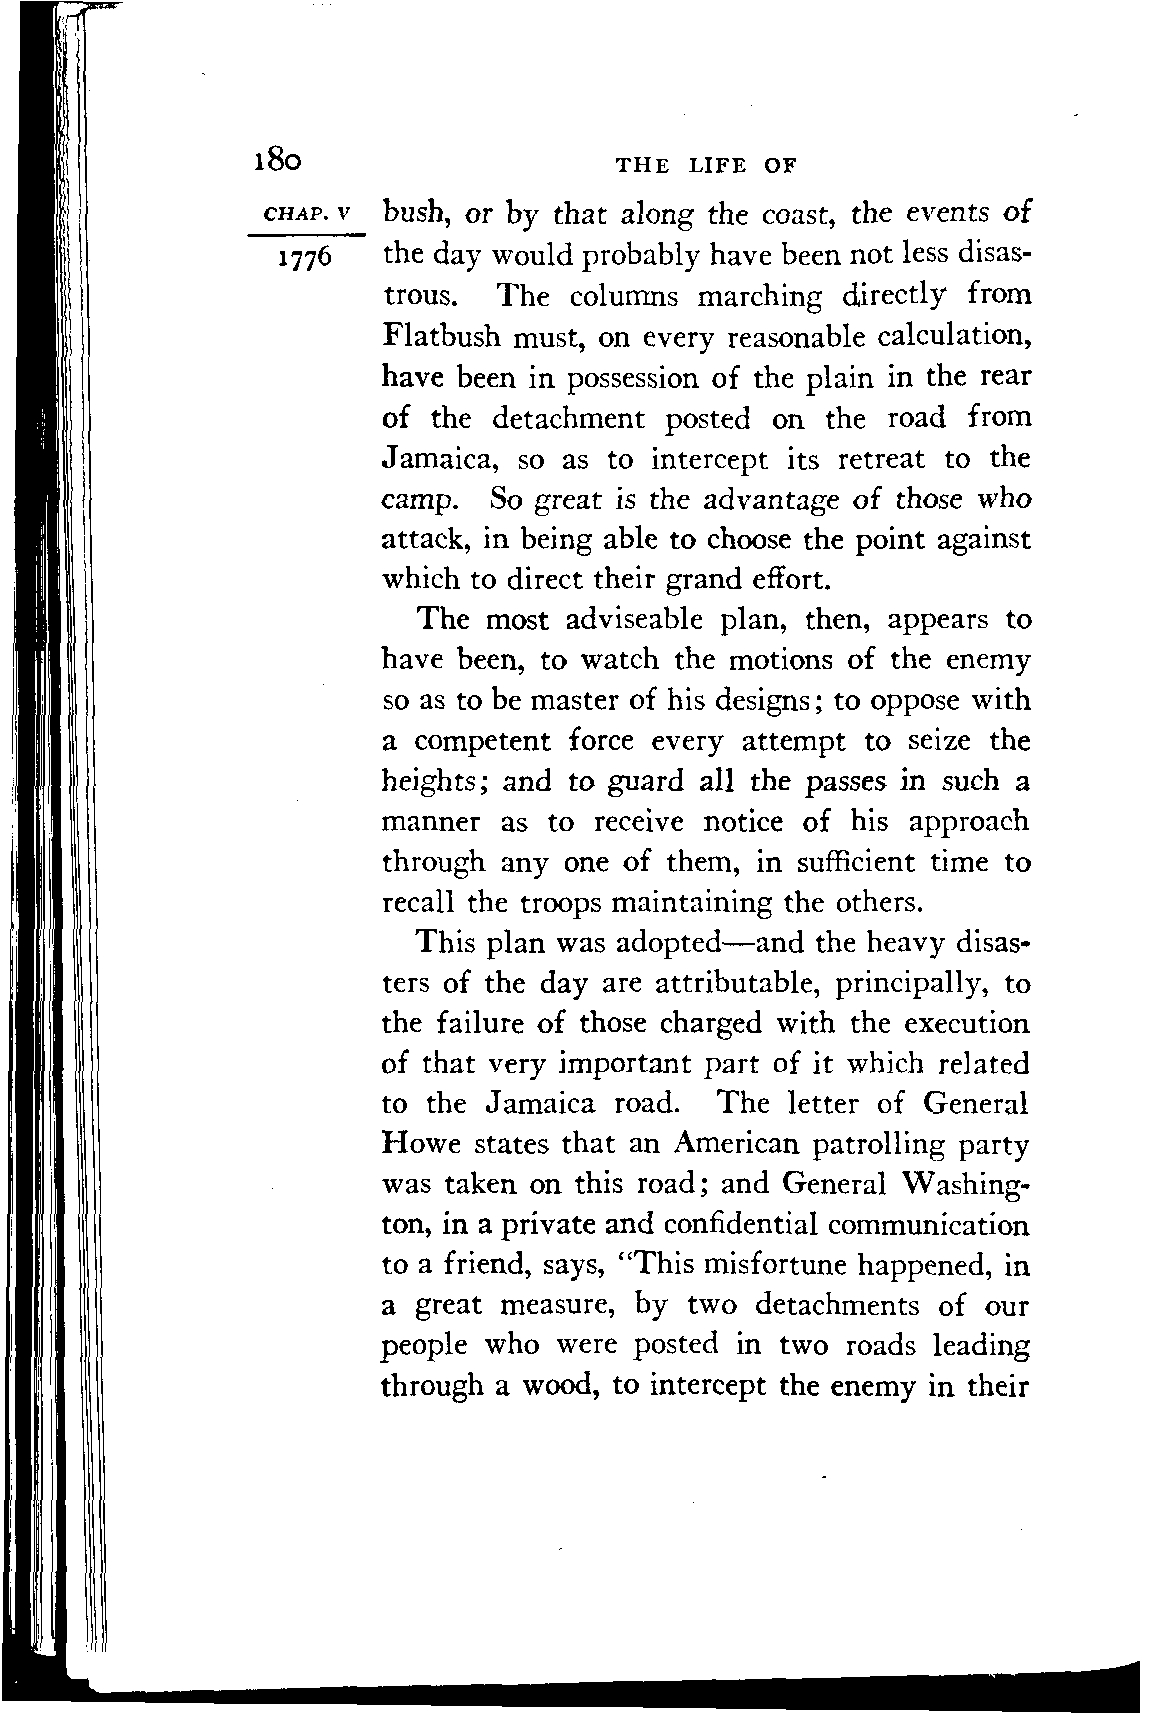 180 THE LIFE OF
CHAP. V bush, or by that along the coast, the events of
1776 the day would probably have been not less disas-
trous. The columns marching directly from
Flatbush must, on every reasonable calculation,
have been in possession of the plain in the rear
of the detachment posted on the road from
Jamaica, so as to intercept its retreat to the
camp. So great is the advantage of those who
attack, in being able to choose the point against
which to direct their grand effort.
The most adviseable plan, then, appears to
have been, to watch the motions of the enemy
so as to be master of his designs; to oppose with
a competent force every attempt to seize the
heights; and to guard all the passes in such a
manner as to receive notice of his approach
through any one of them, in sufficient time to
recall the troops maintaining the others.
This plan was adopted—and the heavy disas-
ters of the day are attributable, principally, to
the failure of those charged with the execution
of that very important part of it which related
to the Jamaica road. The letter of General
Howe states that an American patrolling party
was taken on this road; and General Washing-
ton, in a private and confidential communication
to a friend, says, “This misfortune happened, in
a great measure, by two detachments of our
people who were posted in two roads leading
through a wood, to intercept the enemy in their